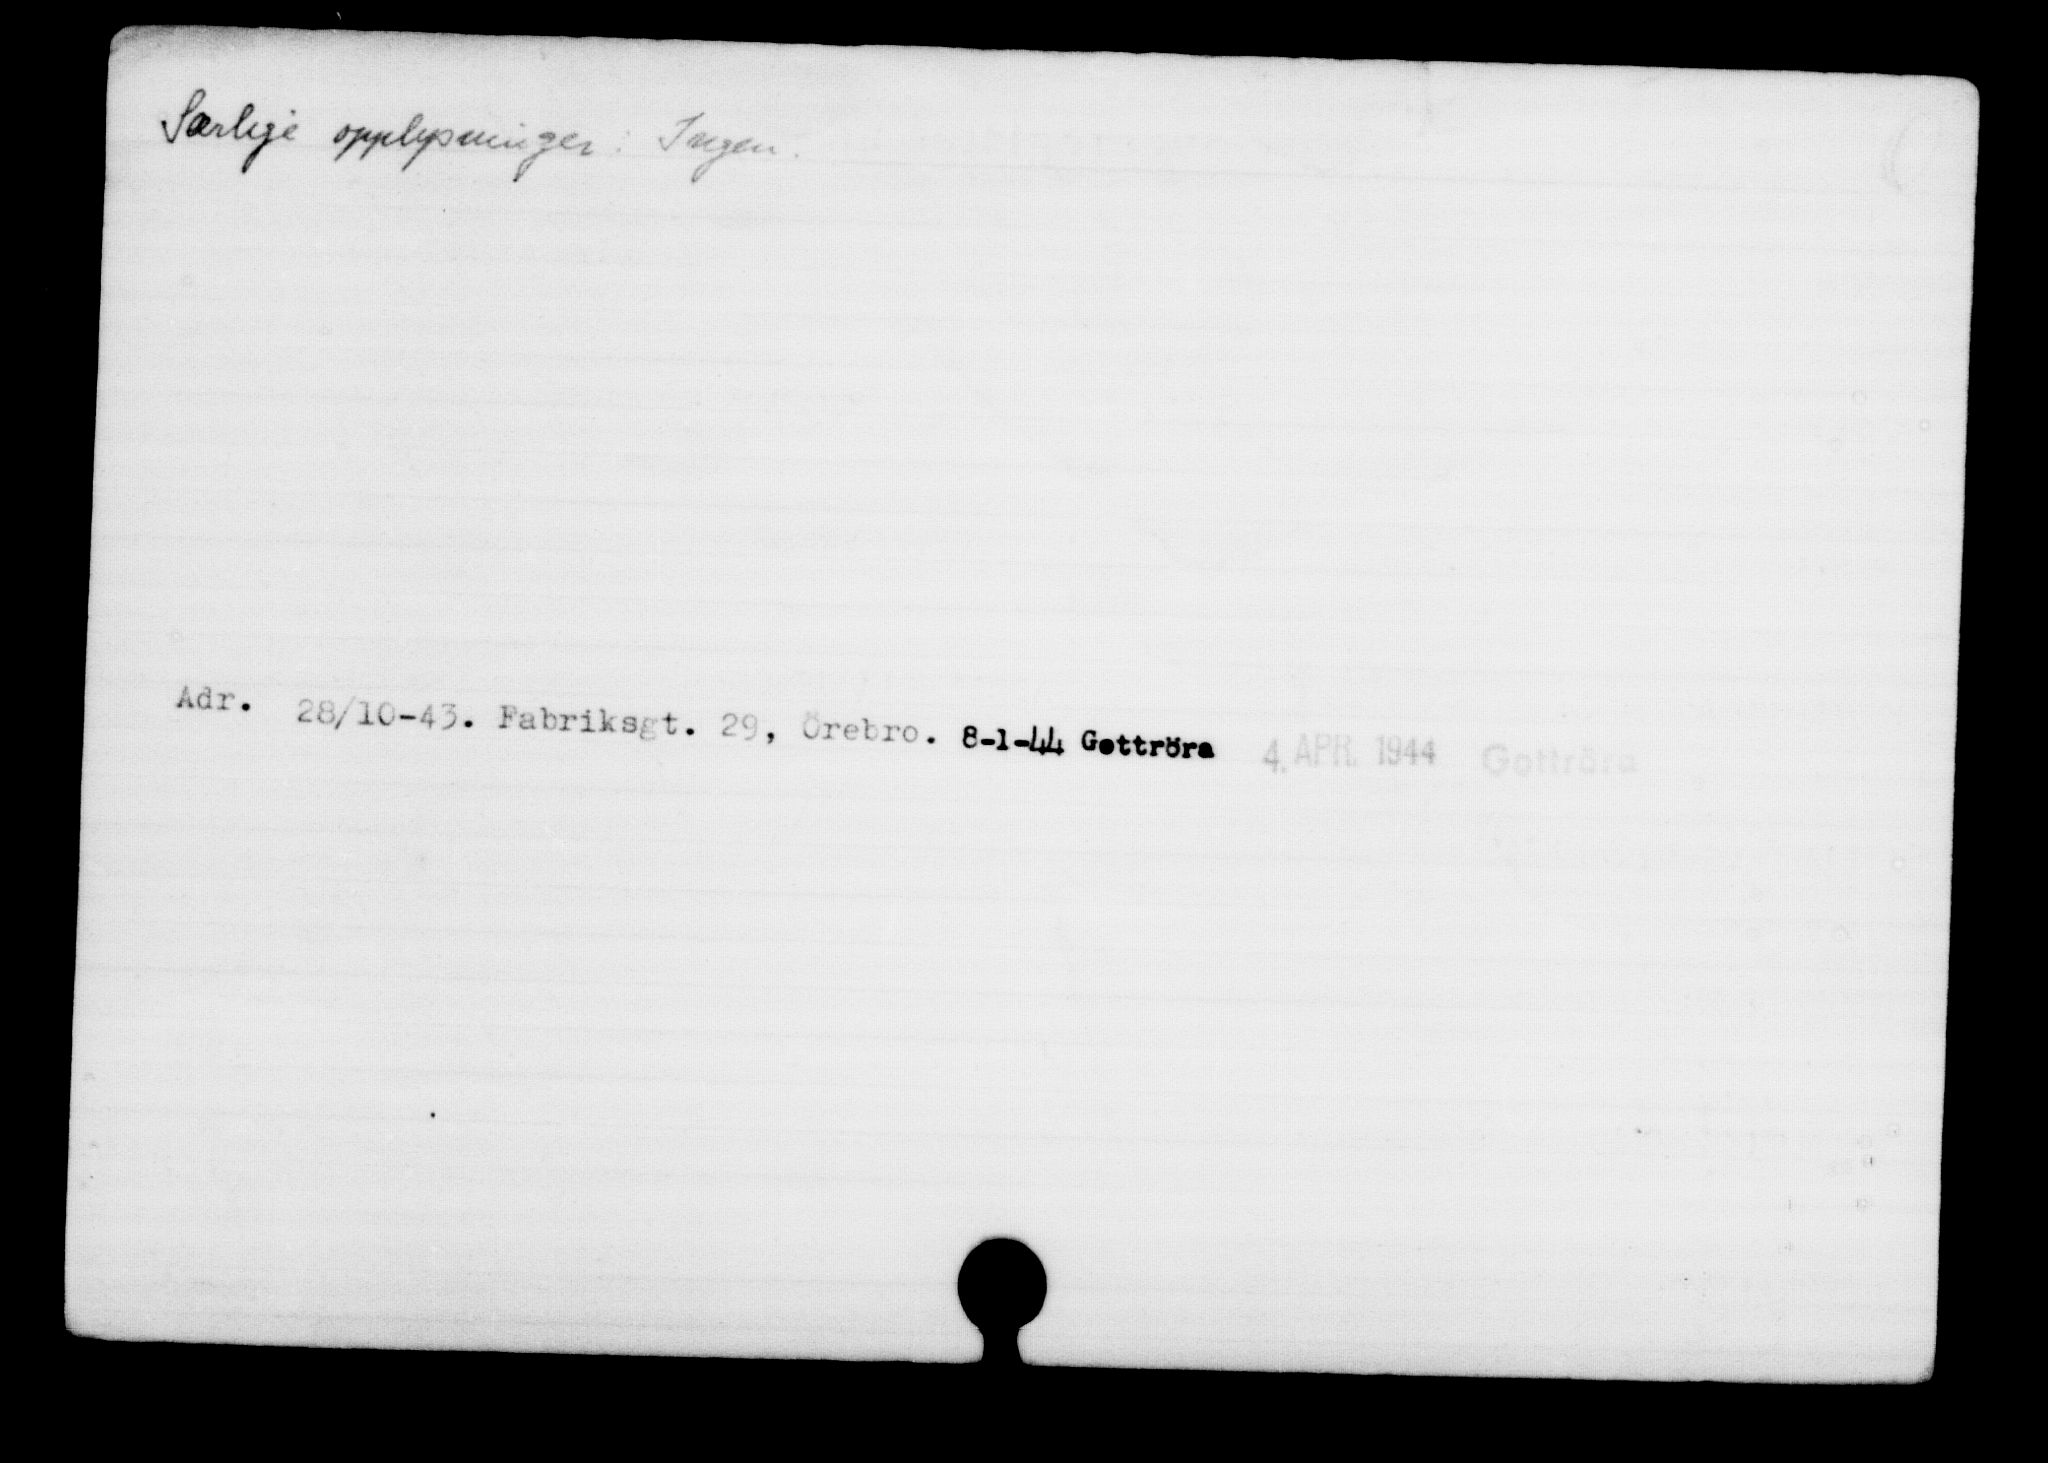 Særlige opplysninger: Ingen.
Adr. 28/10-43. Fabriksgt. 29, Örebro. 8-1-44 Gottröra 4. APR. 1944 Gottröra